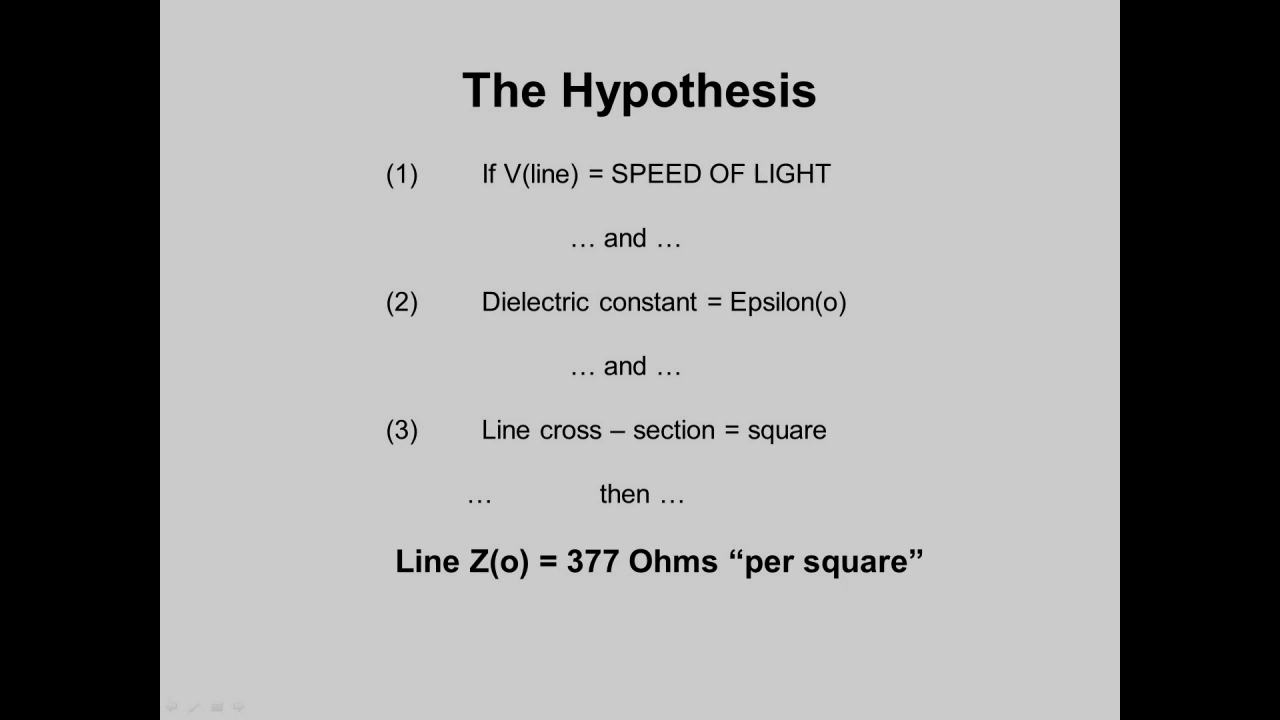 The Hypothesis
(1) If V(line) = SPEED OF LIGHT
… and …
(2) Dielectric constant = Epsilon(o)
… and …
(3) Line cross – section = square
… then …
Line Z(o) = 377 Ohms “per square”